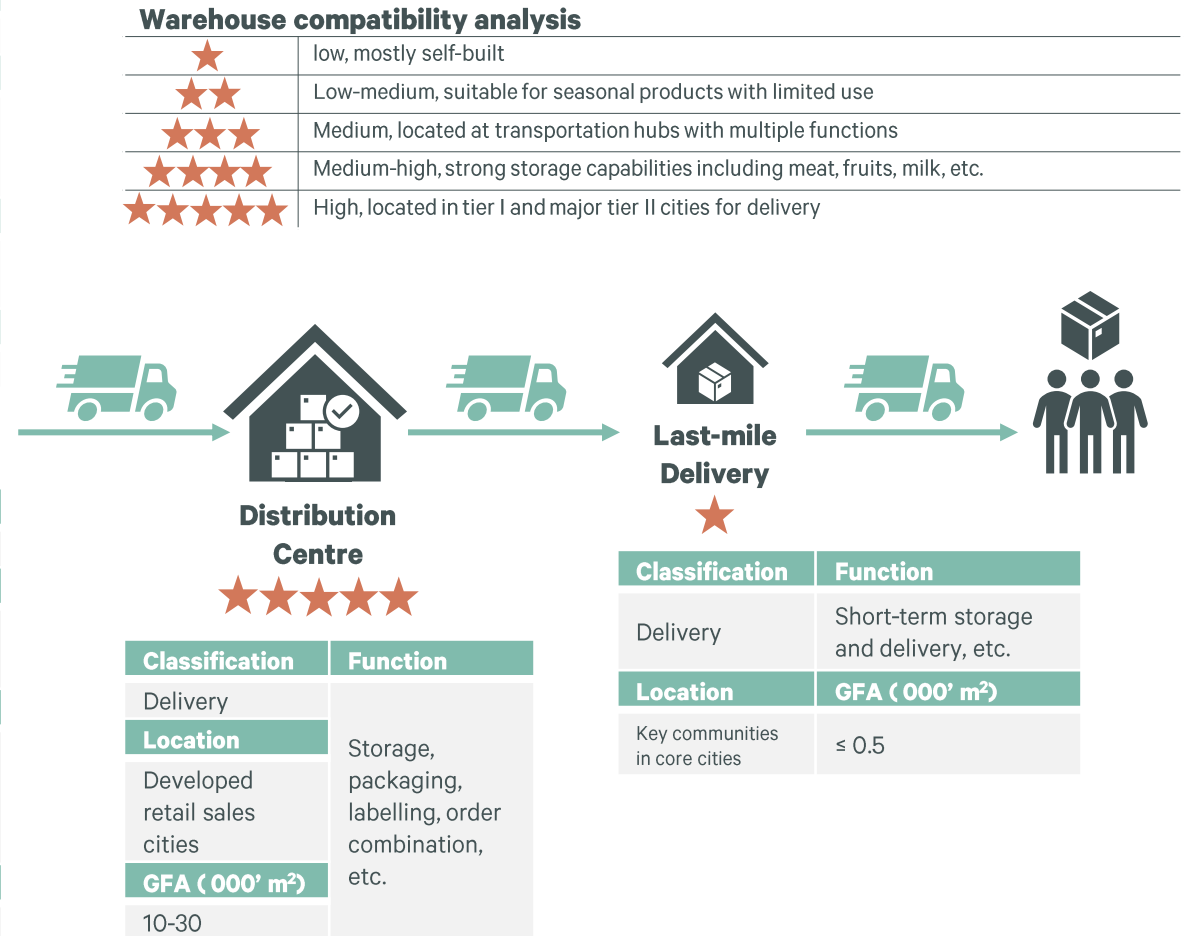 Warehouse compatibility analysis
low, mostly self-built
Low-medium, suitable for seasonal products with limited use
Medium, located at transportation hubs with multiple functions
Medium-high, strong storage capabilities including meat, fruits, milk, etc.
High, located in tier I and major tier II cities for delivery
Distribution
Centre
Classification
Function
Delivery
Location
Developed
retail sales
cities
GFA ( 000’ m²)
10-30
Storage,
packaging,
labelling, order
combination,
etc.
Last-mile
Delivery
Classification
Function
Delivery
Short-term storage
and delivery, etc.
Location
GFA ( 000’ m²)
Key communities
in core cities
≤ 0.5